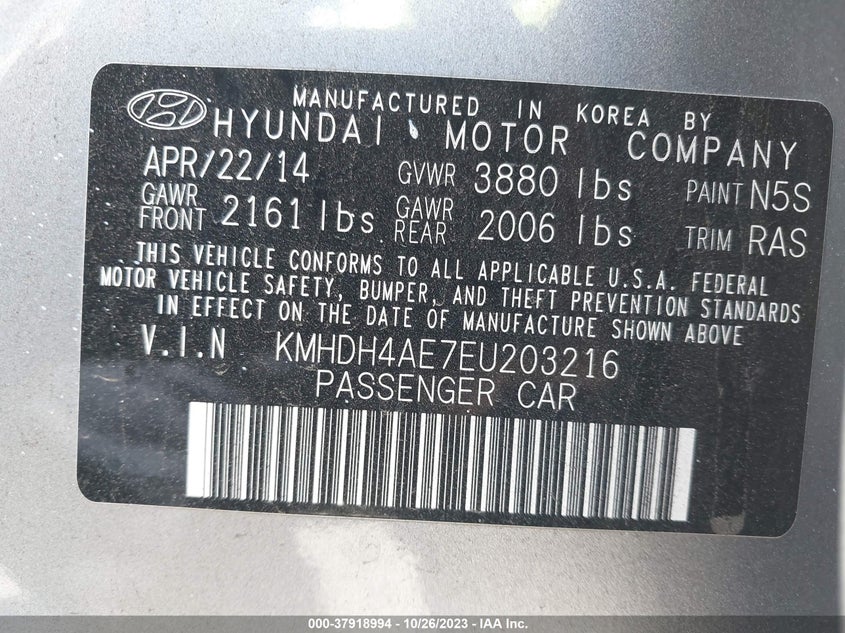 MANUFACTURED IN KOREA BY
HYUNDAI MOTOR COMPANY
APR/22/14 GVWR 3880 lbs PAINT N5S
GAWR FRONT 2161 lbs GAWR REAR 2006 lbs TRIM RAS
THIS VEHICLE CONFORMS TO ALL APPLICABLE U.S.A. FEDERAL
MOTOR VEHICLE SAFETY, BUMPER, AND THEFT PREVENTION STANDARDS
IN EFFECT ON THE DATE OF MANUFACTURE SHOWN ABOVE
V.I.N KMHDH4AE7EU203216
PASSENGER CAR
000-37918994 - 10/26/2023 - IAA Inc.